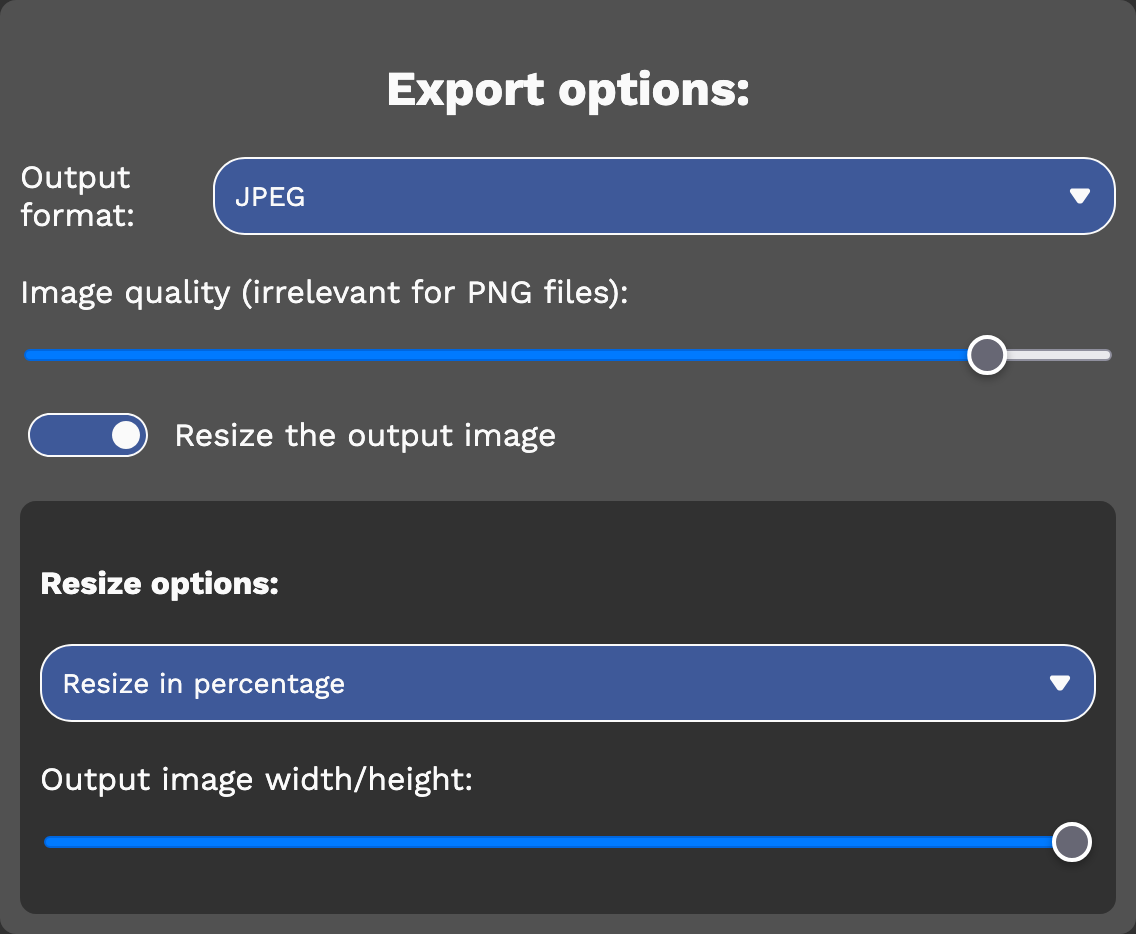 Export options:
Output
format:
JPEG
Image quality (irrelevant for PNG files):
Resize the output image
Resize options:
Resize in percentage
Output image width/height: